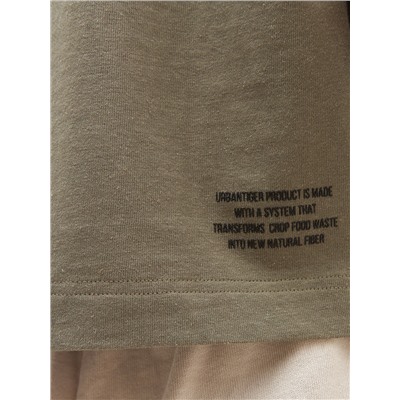 URBANTIGER PRODUCT IS MADE
WITH A SYSTEM THAT
TRANSFORMS CROP FOOD WASTE
INTO NEW NATURAL FIBER